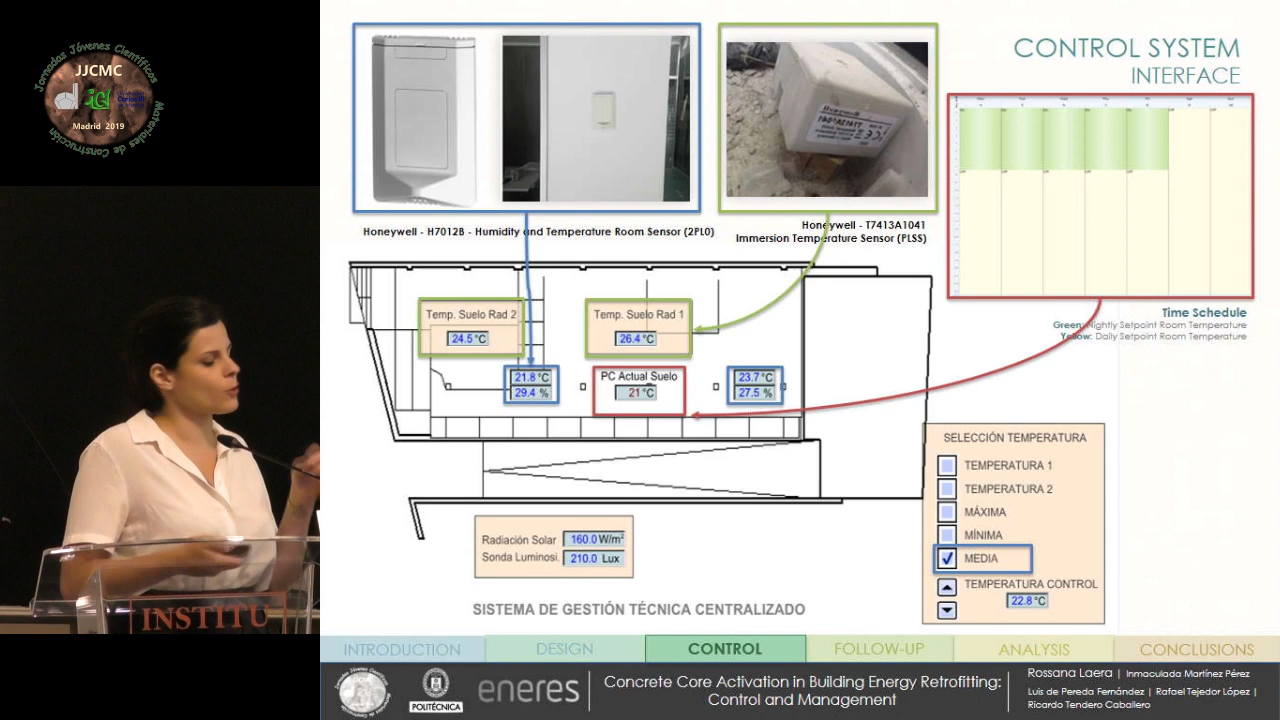 Jornadas Jóvenes Científicos
JJCMC
Madrid 2019
Materiales de Construcción
CONTROL SYSTEM
INTERFACE
Honeywell - H7012B - Humidity and Temperature Room Sensor (2PL0)
Honeywell - T7413A1041
Immersion Temperature Sensor (PLSS)
Time Schedule
Green: Nightly Setpoint Room Temperature
Yellow: Daily Setpoint Room Temperature
Temp. Suelo Rad 2
24.5 °C
Temp. Suelo Rad 1
26.4 °C
21.8 °C
29.4 %
PC Actual Suelo
21 °C
23.7 °C
27.5 %
SELECCIÓN TEMPERATURA
TEMPERATURA 1
TEMPERATURA 2
MÁXIMA
MÍNIMA
MEDIA
TEMPERATURA CONTROL
22.8 °C
Radiación Solar 160.0 W/m²
Sonda Luminosi. 210.0 Lux
SISTEMA DE GESTIÓN TÉCNICA CENTRALIZADO
INSTITU
INTRODUCTION DESIGN CONTROL FOLLOW-UP ANALYSIS CONCLUSIONS
POLITÉCNICA
eneres
Concrete Core Activation in Building Energy Retrofitting:
Control and Management
Rossana Laera | Inmaculada Martínez Pérez
Luis de Pereda Fernández | Rafael Tejedor López |
Ricardo Tendero Caballero